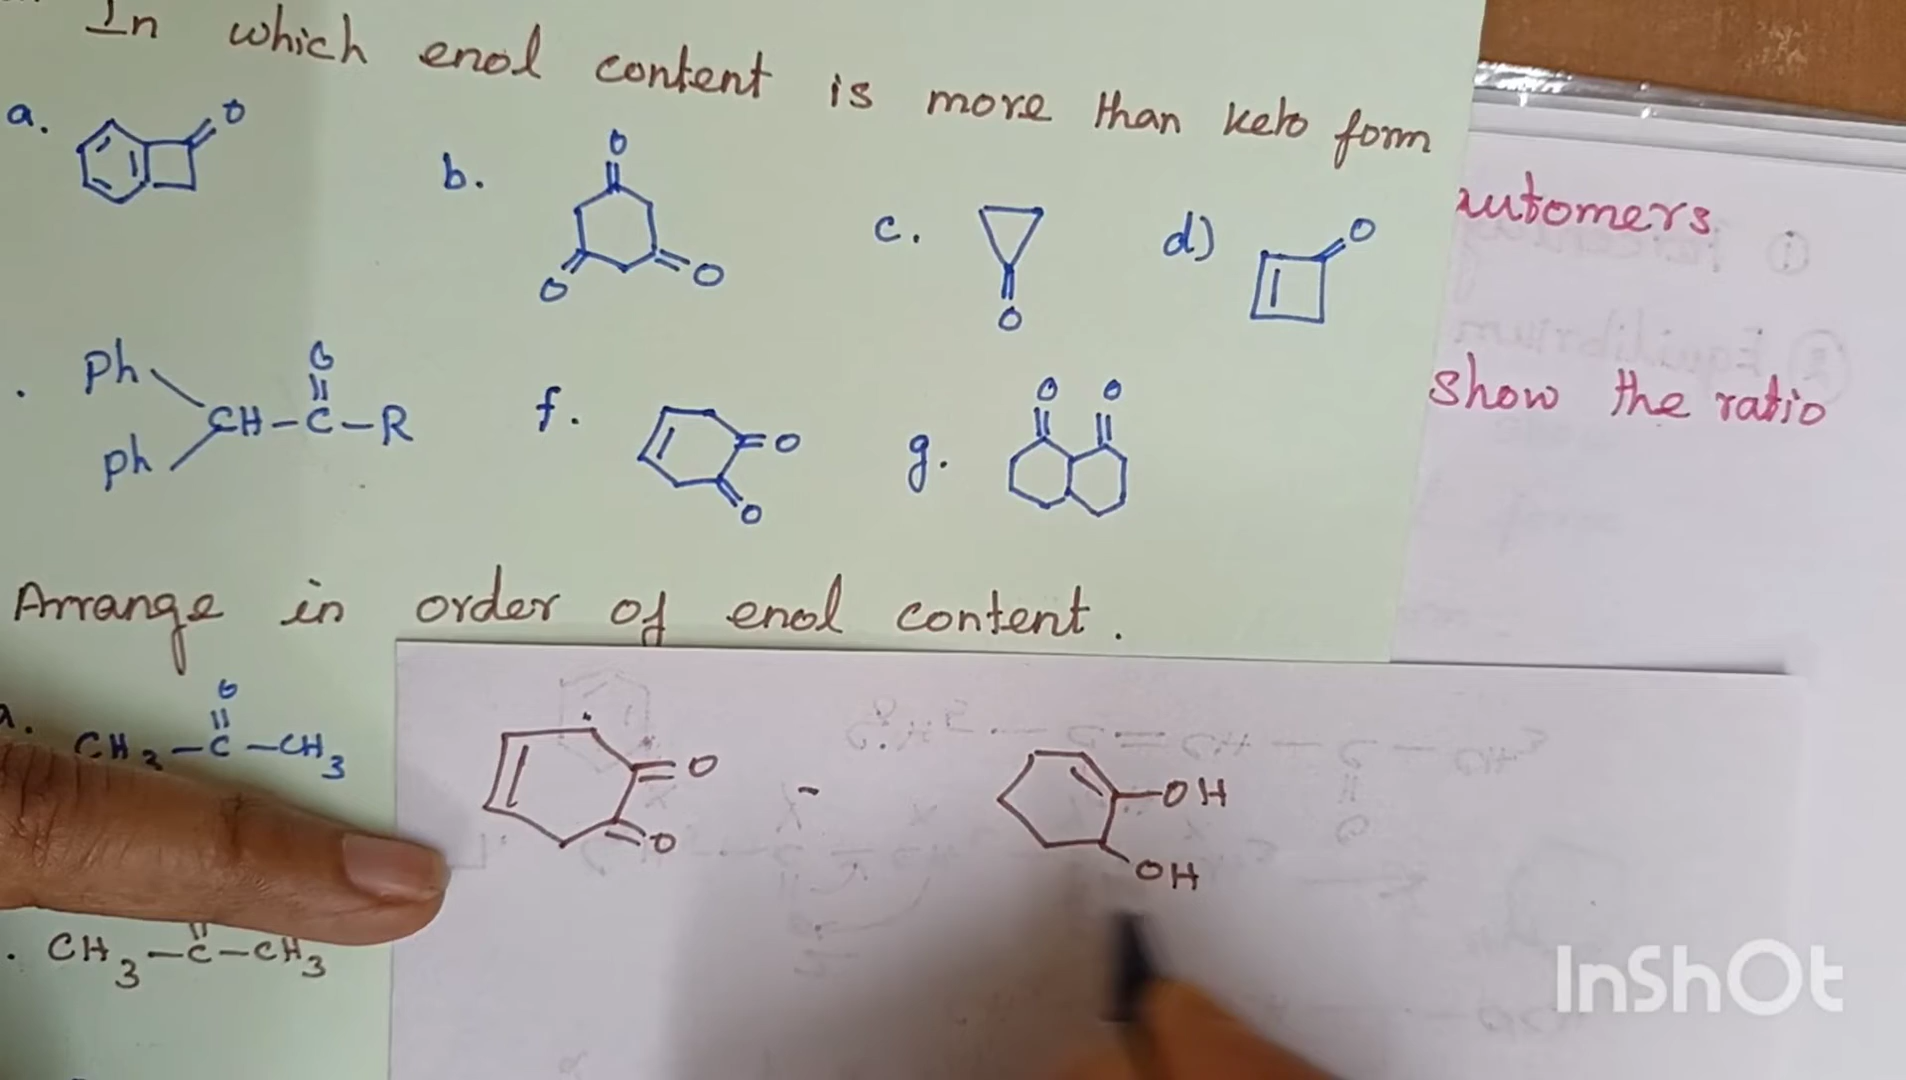 In which enol content is more than keto form
a.
O
b.
O
O
O
c.
O
d)
O
automers
Ph
Ph
CH-C-R
O
f.
O
O
g.
O O
show the ratio
Arrange in order of enol content.
a.
O
CH3-C-CH3
O
O
-
OH
OH
. CH3-C-CH3
InShOt